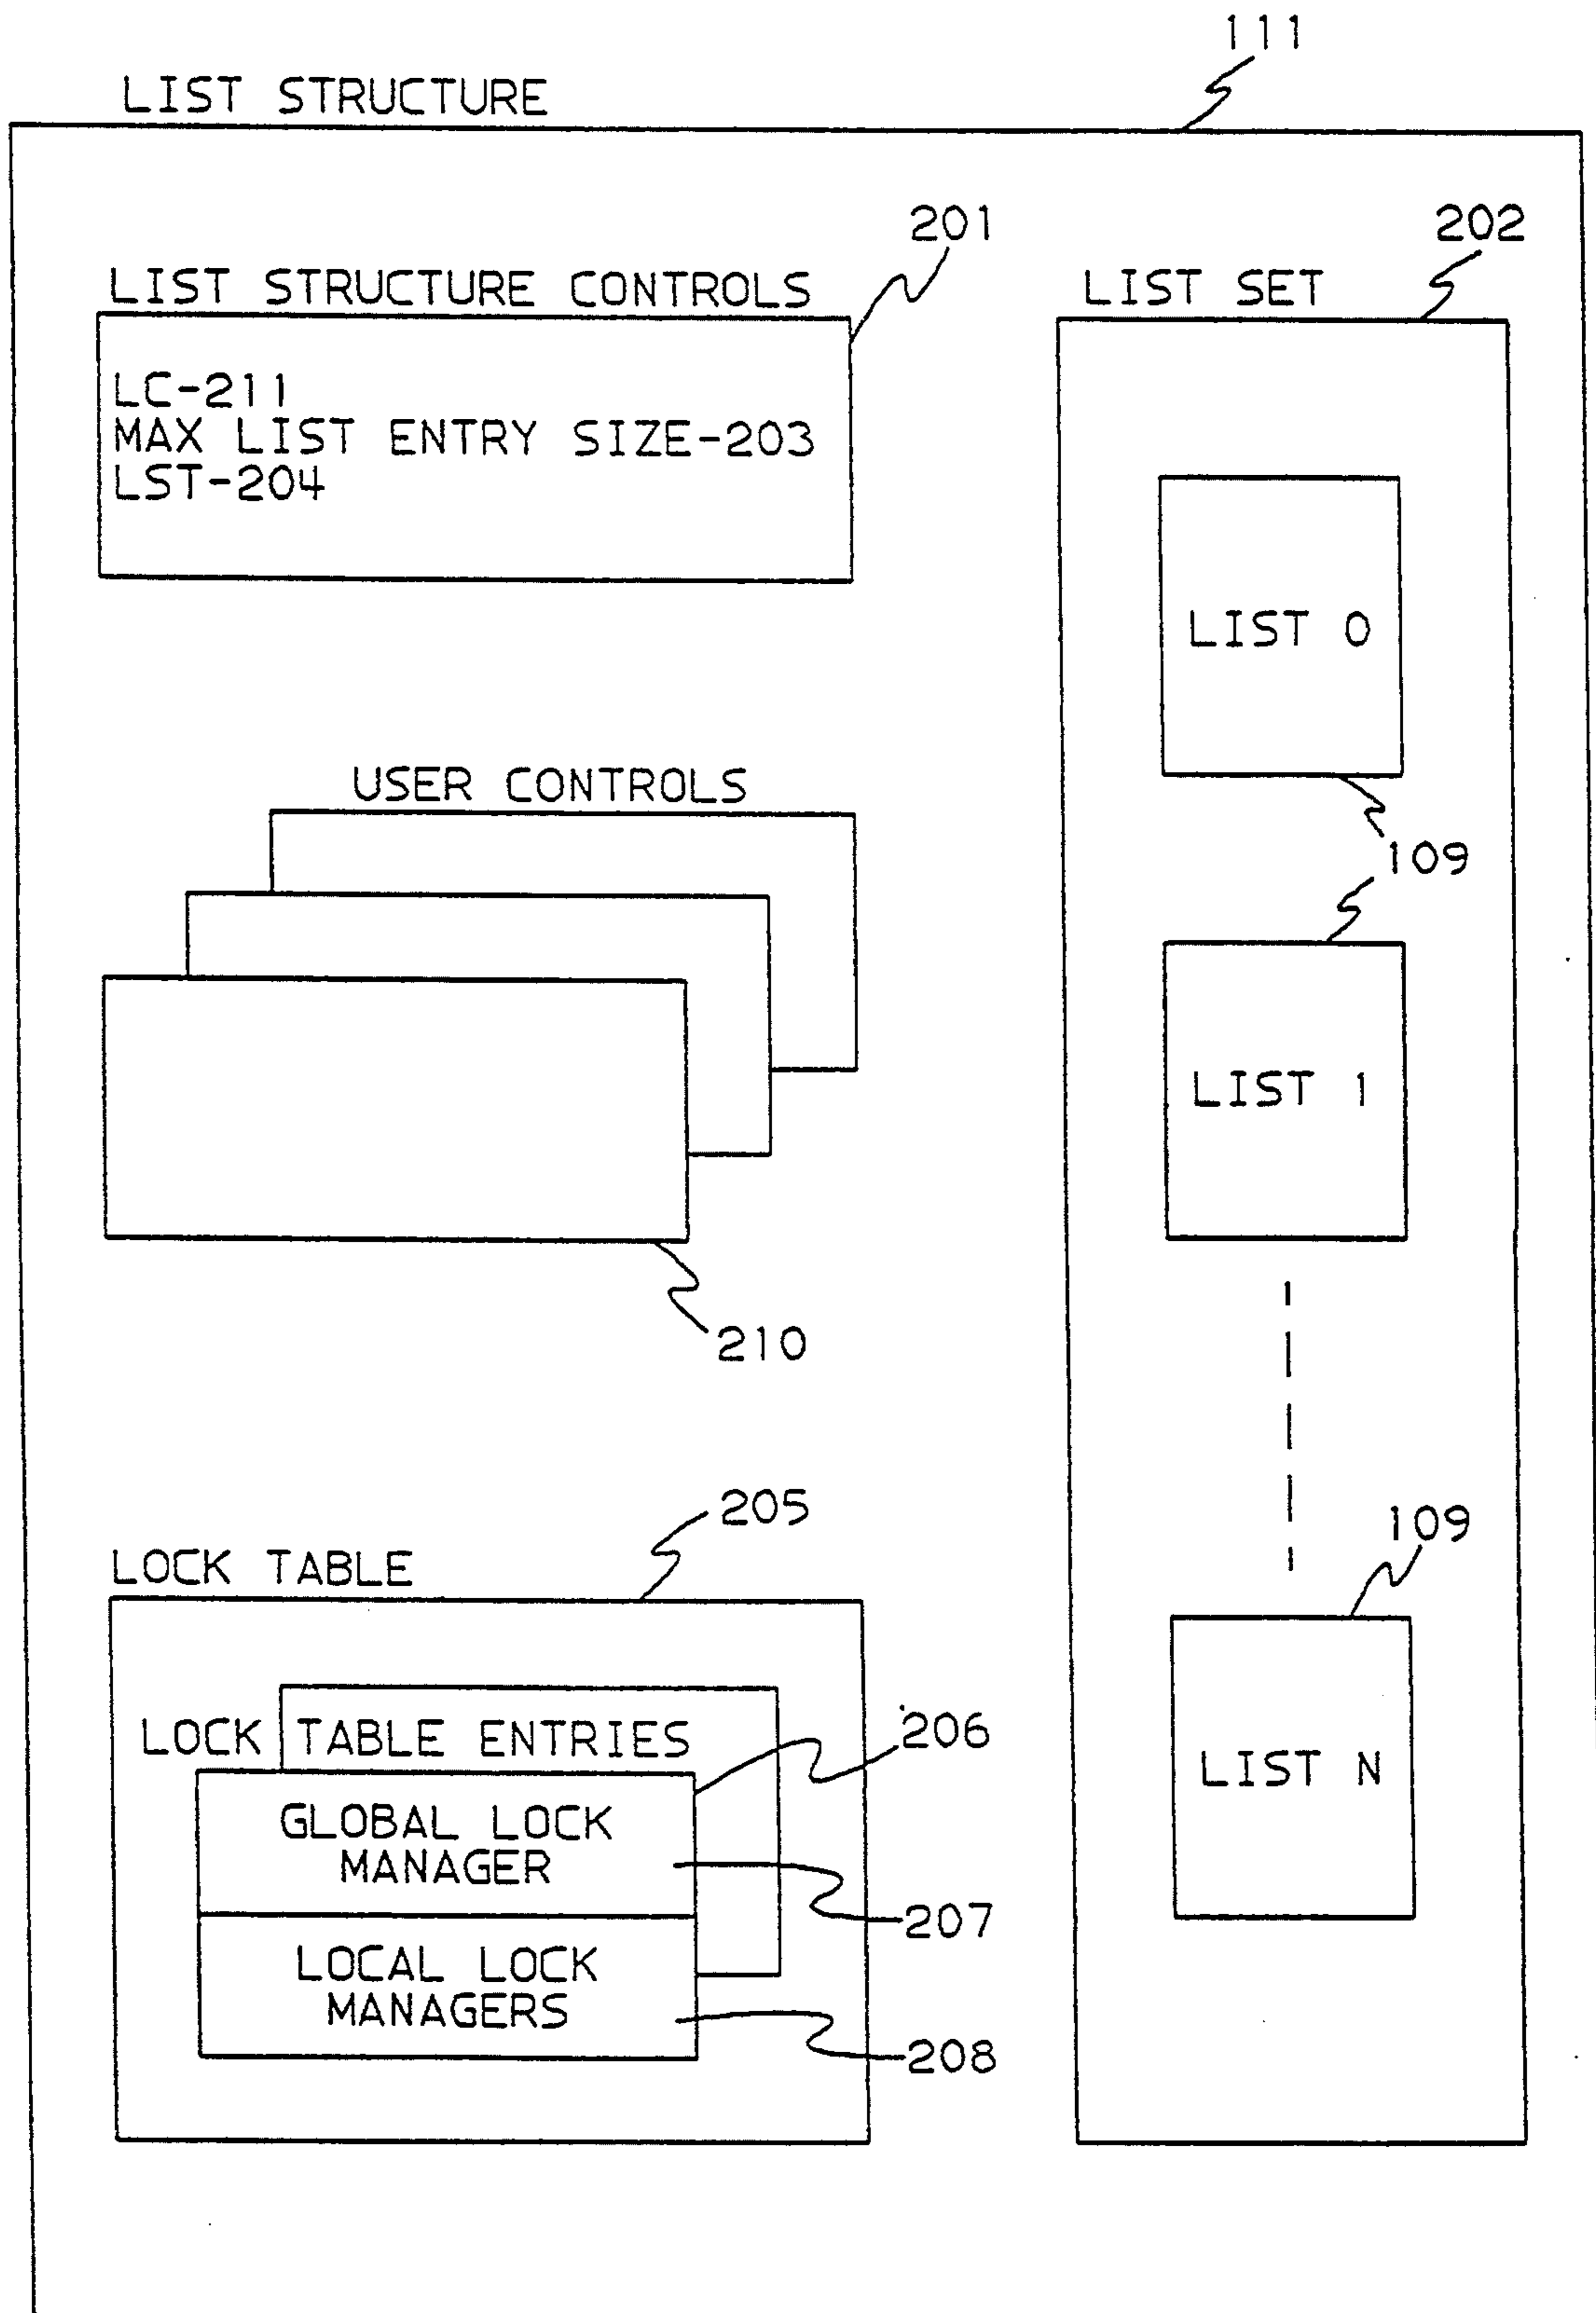 111
LIST STRUCTURE
201
202
LIST STRUCTURE CONTROLS
LIST SET
LC-211
MAX LIST ENTRY SIZE-203
LST-204
LIST 0
USER CONTROLS
109
LIST 1
210
205
109
LOCK TABLE
206
LOCK TABLE ENTRIES
LIST N
GLOBAL LOCK
MANAGER
207
LOCAL LOCK
MANAGERS
208